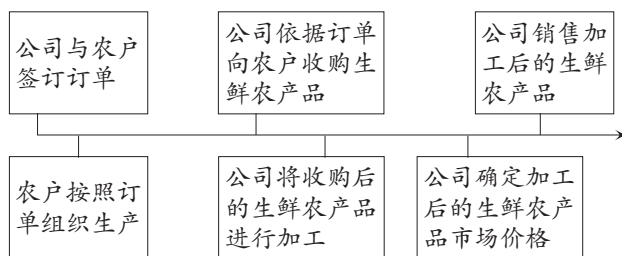 公司与农户
签订订单
公司依据订单
向农户收购生
鲜农产品
公司销售加
工后的生鲜
农产品
农户按照订
单组织生产
公司将收购后
的生鲜农产品
进行加工
公司确定加工
后的生鲜农产
品市场价格